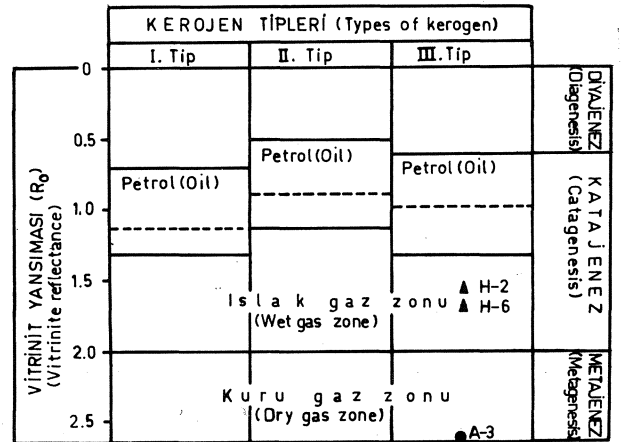 KEROJEN TİPLERİ (Types of kerogen)
I. Tip
II. Tip
III. Tip
0
0.5
1.0
1.5
2.0
2.5
VİTRİNİT YANSIMASI (Ro)
(Vitrinite reflectance)
Petrol (Oil)
Petrol (Oil)
Petrol (Oil)
H-2
Islak gaz zonu
H-6
(Wet gas zone)
Kuru gaz zonu
(Dry gas zone)
A-3
DİYAJENEZ
(Diagenesis)
KATAJENEZ
(Catagenesis)
METAJENEZ
(Metagenesis)